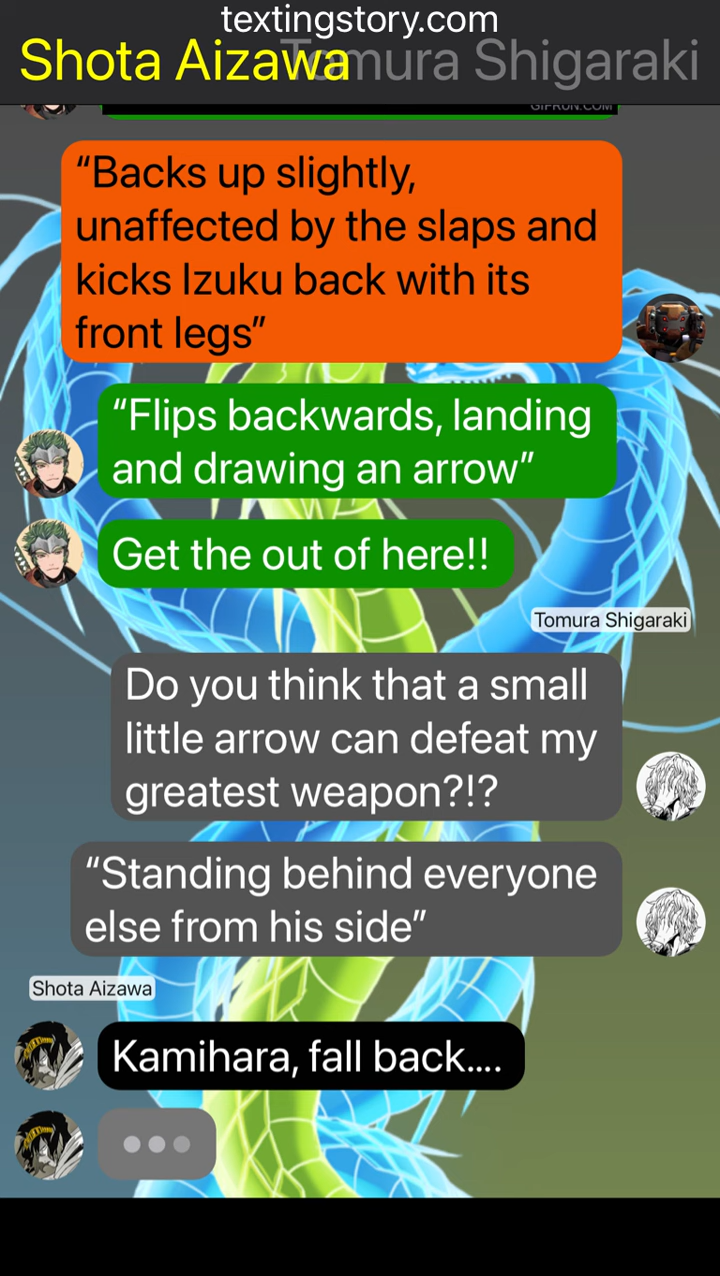 textingstory.com
Shota Aizawa Tomura Shigaraki
GIFRUN.COM
“Backs up slightly,
unaffected by the slaps and
kicks Izuku back with its
front legs”
“Flips backwards, landing
and drawing an arrow”
Get the out of here!!
Tomura Shigaraki
Do you think that a small
little arrow can defeat my
greatest weapon?!?
“Standing behind everyone
else from his side”
Shota Aizawa
Kamihara, fall back....